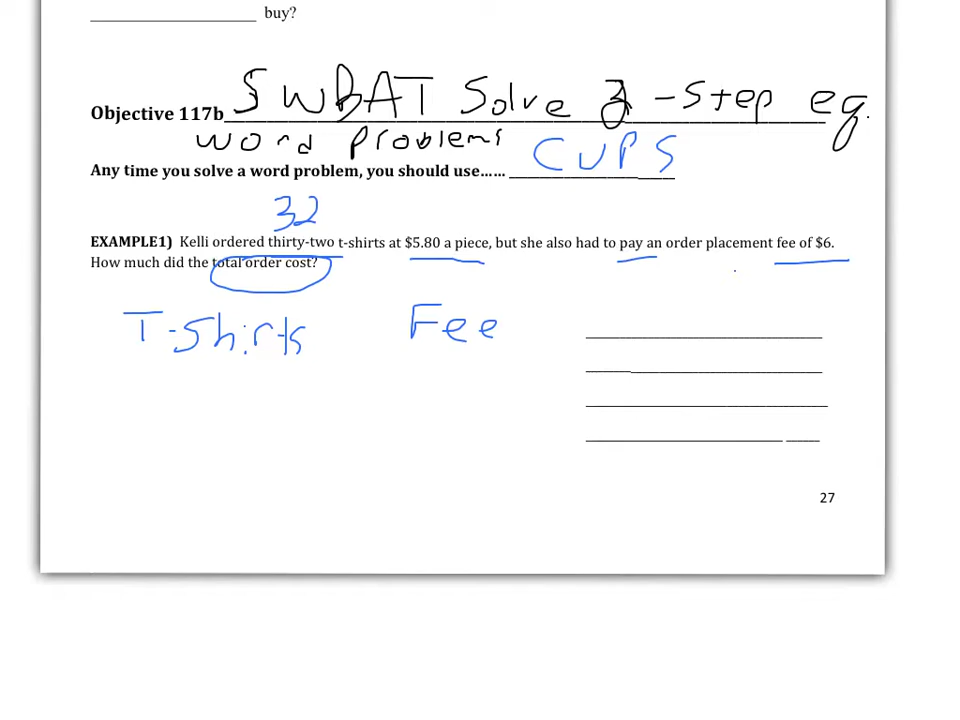 ____________ buy?
Objective 117b SWBAT Solve 2-step eq.
word problems
Any time you solve a word problem, you should use...... CUPS
32
EXAMPLE1) Kelli ordered thirty-two t-shirts at $5.80 a piece, but she also had to pay an order placement fee of $6.
How much did the total order cost?
T-Shirts Fee
27